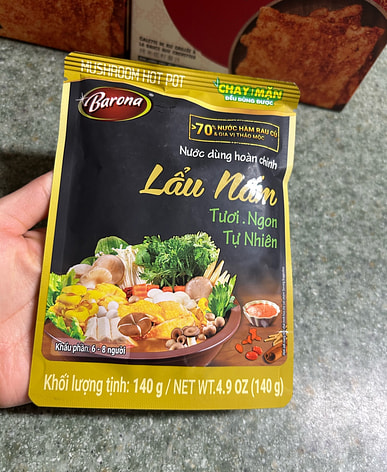 MUSHROOM HOT POT
Barona
CHAY MẶN
ĐỀU DÙNG ĐƯỢC
>70% NƯỚC HẦM RAU CỦ
& GIA VỊ THẢO MỘC
Nước dùng hoàn chỉnh
Lẩu Nấm
Tươi . Ngon
Tự Nhiên
Khẩu phần: 6 - 8 người
Khối lượng tịnh: 140 g / NET WT.4.9 OZ (140 g)